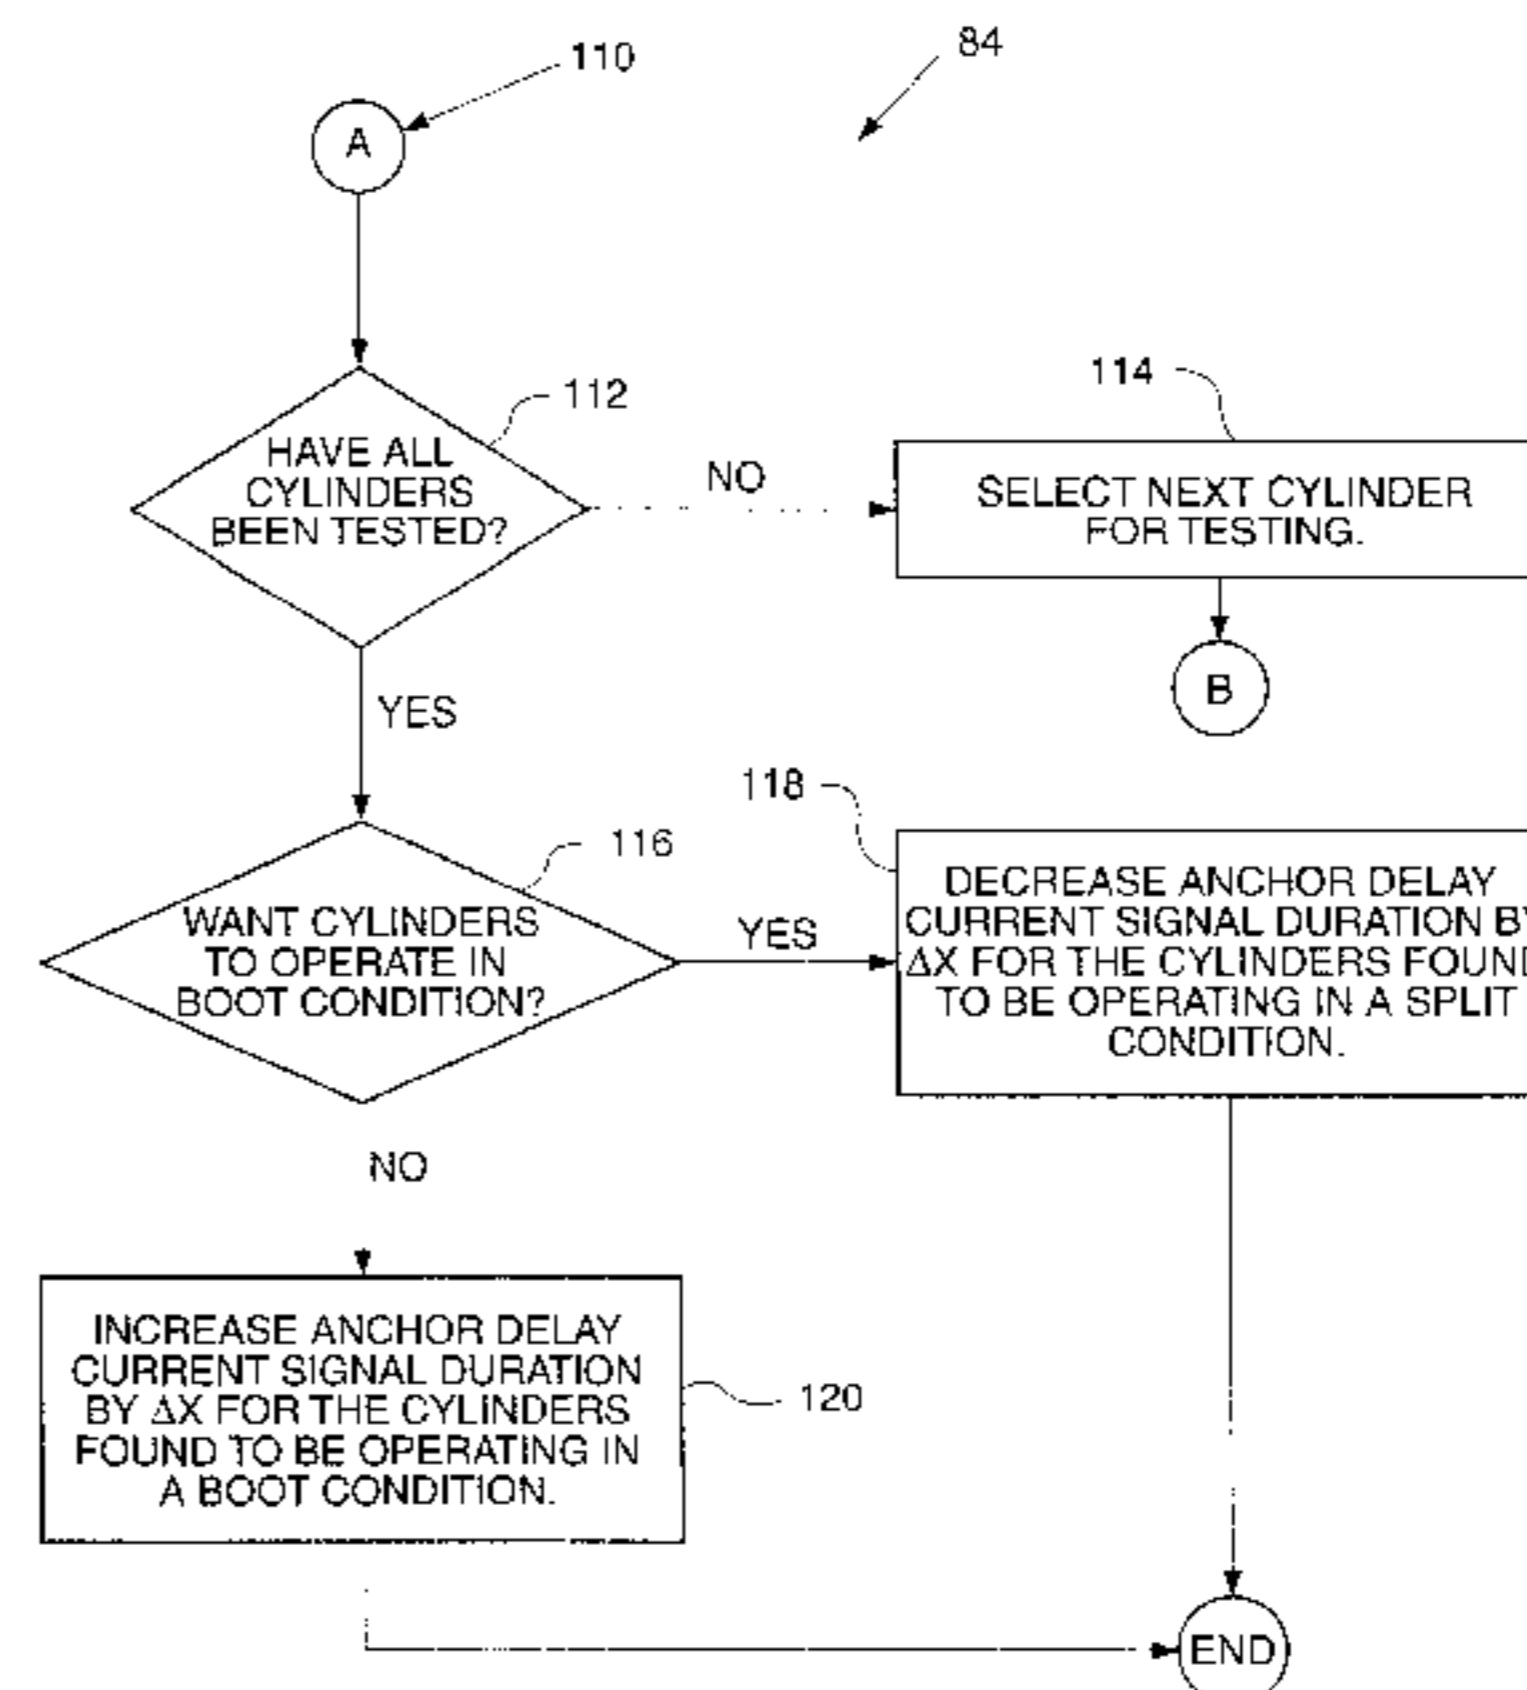 110
84
A
112
HAVE ALL
CYLINDERS
BEEN TESTED?
NO
114
SELECT NEXT CYLINDER
FOR TESTING.
B
YES
116
WANT CYLINDERS
TO OPERATE IN
BOOT CONDITION?
YES
118
DECREASE ANCHOR DELAY
CURRENT SIGNAL DURATION BY
ΔX FOR THE CYLINDERS FOUND
TO BE OPERATING IN A SPLIT
CONDITION.
NO
INCREASE ANCHOR DELAY
CURRENT SIGNAL DURATION
BY ΔX FOR THE CYLINDERS
FOUND TO BE OPERATING IN
A BOOT CONDITION.
120
END